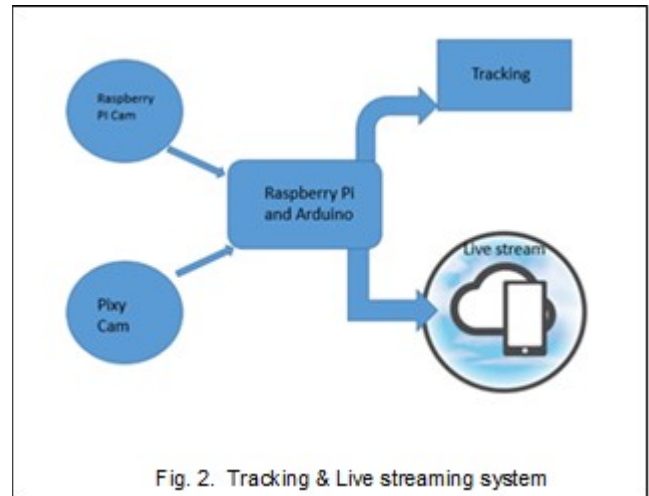 Raspberry
Pi Cam
Tracking
Raspberry Pi
and Arduino
Live stream
Pixy
Cam
Fig. 2. Tracking & Live streaming system